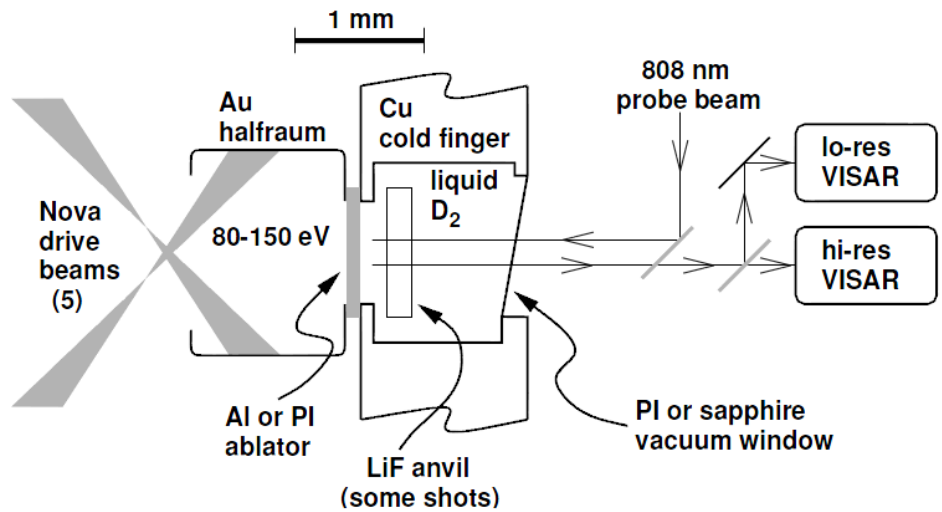 1 mm
808 nm
probe beam
Au
halfraum
Cu
cold finger
lo-res
VISAR
liquid
D2
Nova
drive
beams
(5)
80-150 eV
hi-res
VISAR
Al or PI
ablator
LiF anvil
(some shots)
PI or sapphire
vacuum window